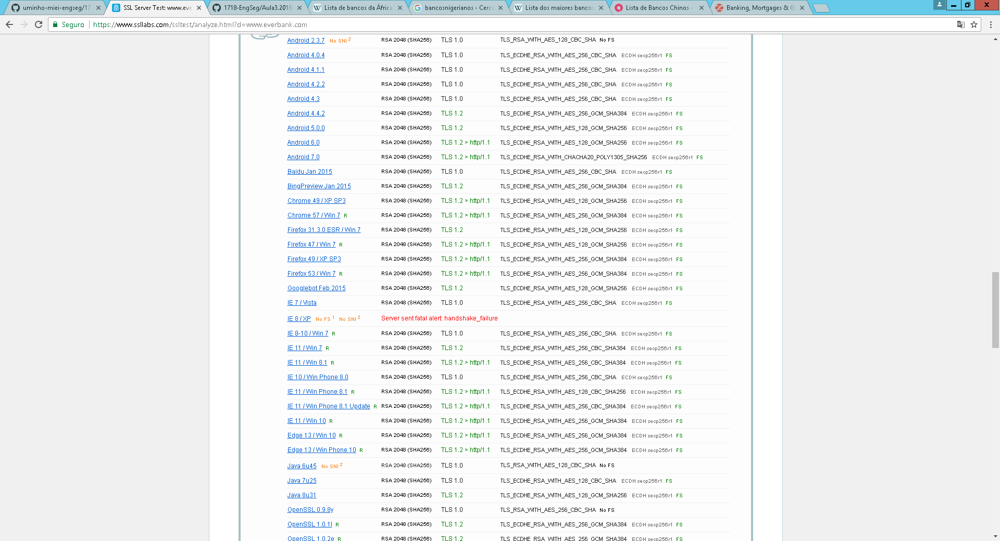 uminho-miei-engseg/17
SSL Server Test: www.eve
1718-EngSeg/Aula3.2018
Lista de bancos da África
bancosnigerianos - Cerca
Lista dos maiores bancos
Lista de Bancos Chinos -
Banking, Mortgages & G
Seguro https://www.ssllabs.com/ssltest/analyze.html?d=www.everbank.com
Android 2.3.7 No SNI 2 RSA 2048 (SHA256) TLS 1.0 TLS_RSA_WITH_AES_128_CBC_SHA No FS
Android 4.0.4 RSA 2048 (SHA256) TLS 1.0 TLS_ECDHE_RSA_WITH_AES_256_CBC_SHA ECDH secp256r1 FS
Android 4.1.1 RSA 2048 (SHA256) TLS 1.0 TLS_ECDHE_RSA_WITH_AES_256_CBC_SHA ECDH secp256r1 FS
Android 4.2.2 RSA 2048 (SHA256) TLS 1.0 TLS_ECDHE_RSA_WITH_AES_256_CBC_SHA ECDH secp256r1 FS
Android 4.3 RSA 2048 (SHA256) TLS 1.0 TLS_ECDHE_RSA_WITH_AES_256_CBC_SHA ECDH secp256r1 FS
Android 4.4.2 RSA 2048 (SHA256) TLS 1.2 TLS_ECDHE_RSA_WITH_AES_256_GCM_SHA384 ECDH secp256r1 FS
Android 5.0.0 RSA 2048 (SHA256) TLS 1.2 TLS_ECDHE_RSA_WITH_AES_128_GCM_SHA256 ECDH secp256r1 FS
Android 6.0 RSA 2048 (SHA256) TLS 1.2 > http/1.1 TLS_ECDHE_RSA_WITH_AES_128_GCM_SHA256 ECDH secp256r1 FS
Android 7.0 RSA 2048 (SHA256) TLS 1.2 > http/1.1 TLS_ECDHE_RSA_WITH_CHACHA20_POLY1305_SHA256 ECDH secp256r1 FS
Baidu Jan 2015 RSA 2048 (SHA256) TLS 1.0 TLS_ECDHE_RSA_WITH_AES_256_CBC_SHA ECDH secp256r1 FS
BingPreview Jan 2015 RSA 2048 (SHA256) TLS 1.2 TLS_ECDHE_RSA_WITH_AES_256_GCM_SHA384 ECDH secp256r1 FS
Chrome 49 / XP SP3 RSA 2048 (SHA256) TLS 1.2 > http/1.1 TLS_ECDHE_RSA_WITH_AES_128_GCM_SHA256 ECDH secp256r1 FS
Chrome 57 / Win 7 R RSA 2048 (SHA256) TLS 1.2 > http/1.1 TLS_ECDHE_RSA_WITH_AES_256_GCM_SHA384 ECDH secp256r1 FS
Firefox 31.3.0 ESR / Win 7 RSA 2048 (SHA256) TLS 1.2 TLS_ECDHE_RSA_WITH_AES_128_GCM_SHA256 ECDH secp256r1 FS
Firefox 47 / Win 7 R RSA 2048 (SHA256) TLS 1.2 > http/1.1 TLS_ECDHE_RSA_WITH_AES_128_GCM_SHA256 ECDH secp256r1 FS
Firefox 49 / XP SP3 RSA 2048 (SHA256) TLS 1.2 > http/1.1 TLS_ECDHE_RSA_WITH_AES_256_GCM_SHA384 ECDH secp256r1 FS
Firefox 53 / Win 7 R RSA 2048 (SHA256) TLS 1.2 > http/1.1 TLS_ECDHE_RSA_WITH_AES_256_GCM_SHA384 ECDH secp256r1 FS
Googlebot Feb 2015 RSA 2048 (SHA256) TLS 1.2 TLS_ECDHE_RSA_WITH_AES_128_GCM_SHA256 ECDH secp256r1 FS
IE 7 / Vista RSA 2048 (SHA256) TLS 1.0 TLS_ECDHE_RSA_WITH_AES_256_CBC_SHA ECDH secp256r1 FS
IE 8 / XP No FS 1 No SNI 2 Server sent fatal alert: handshake_failure
IE 8-10 / Win 7 R RSA 2048 (SHA256) TLS 1.0 TLS_ECDHE_RSA_WITH_AES_256_CBC_SHA ECDH secp256r1 FS
IE 11 / Win 7 R RSA 2048 (SHA256) TLS 1.2 TLS_ECDHE_RSA_WITH_AES_256_CBC_SHA384 ECDH secp256r1 FS
IE 11 / Win 8.1 R RSA 2048 (SHA256) TLS 1.2 > http/1.1 TLS_ECDHE_RSA_WITH_AES_256_CBC_SHA384 ECDH secp256r1 FS
IE 10 / Win Phone 8.0 RSA 2048 (SHA256) TLS 1.0 TLS_ECDHE_RSA_WITH_AES_256_CBC_SHA ECDH secp256r1 FS
IE 11 / Win Phone 8.1 R RSA 2048 (SHA256) TLS 1.2 > http/1.1 TLS_ECDHE_RSA_WITH_AES_128_CBC_SHA256 ECDH secp256r1 FS
IE 11 / Win Phone 8.1 Update R RSA 2048 (SHA256) TLS 1.2 > http/1.1 TLS_ECDHE_RSA_WITH_AES_256_CBC_SHA384 ECDH secp256r1 FS
IE 11 / Win 10 R RSA 2048 (SHA256) TLS 1.2 > http/1.1 TLS_ECDHE_RSA_WITH_AES_256_GCM_SHA384 ECDH secp256r1 FS
Edge 13 / Win 10 R RSA 2048 (SHA256) TLS 1.2 > http/1.1 TLS_ECDHE_RSA_WITH_AES_256_GCM_SHA384 ECDH secp256r1 FS
Edge 13 / Win Phone 10 R RSA 2048 (SHA256) TLS 1.2 > http/1.1 TLS_ECDHE_RSA_WITH_AES_256_GCM_SHA384 ECDH secp256r1 FS
Java 6u45 No SNI 2 RSA 2048 (SHA256) TLS 1.0 TLS_RSA_WITH_AES_128_CBC_SHA No FS
Java 7u25 RSA 2048 (SHA256) TLS 1.0 TLS_ECDHE_RSA_WITH_AES_128_CBC_SHA ECDH secp256r1 FS
Java 8u31 RSA 2048 (SHA256) TLS 1.2 TLS_ECDHE_RSA_WITH_AES_128_GCM_SHA256 ECDH secp256r1 FS
OpenSSL 0.9.8y RSA 2048 (SHA256) TLS 1.0 TLS_RSA_WITH_AES_256_CBC_SHA No FS
OpenSSL 1.0.1l R RSA 2048 (SHA256) TLS 1.2 TLS_ECDHE_RSA_WITH_AES_256_GCM_SHA384 ECDH secp256r1 FS
OpenSSL 1.0.2e R RSA 2048 (SHA256) TLS 1.2 TLS_ECDHE_RSA_WITH_AES_256_GCM_SHA384 ECDH secp256r1 FS